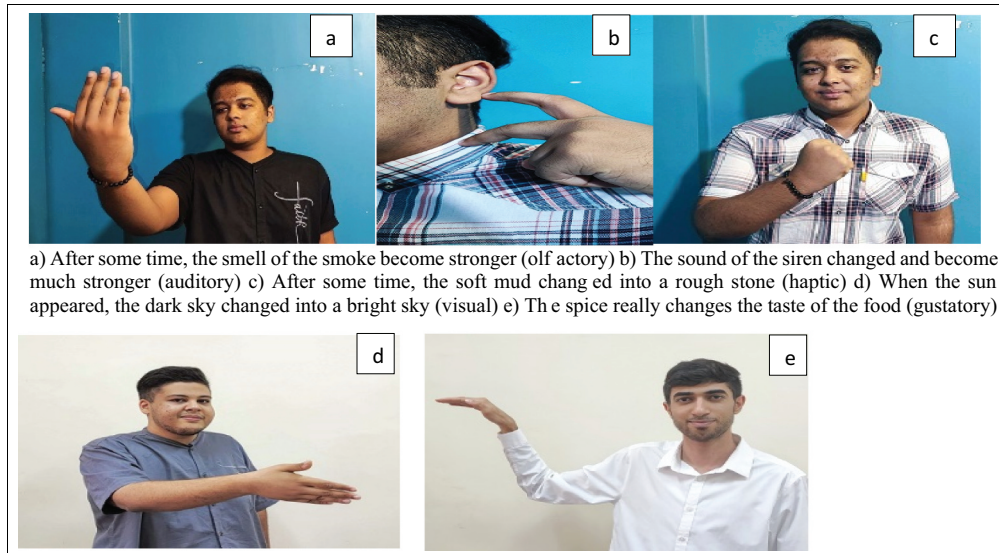 a
b
c
a) After some time, the smell of the smoke become stronger (olf actory) b) The sound of the siren changed and become
much stronger (auditory) c) After some time, the soft mud chang ed into a rough stone (haptic) d) When the sun
appeared, the dark sky changed into a bright sky (visual) e) Th e spice really changes the taste of the food (gustatory)
d
e